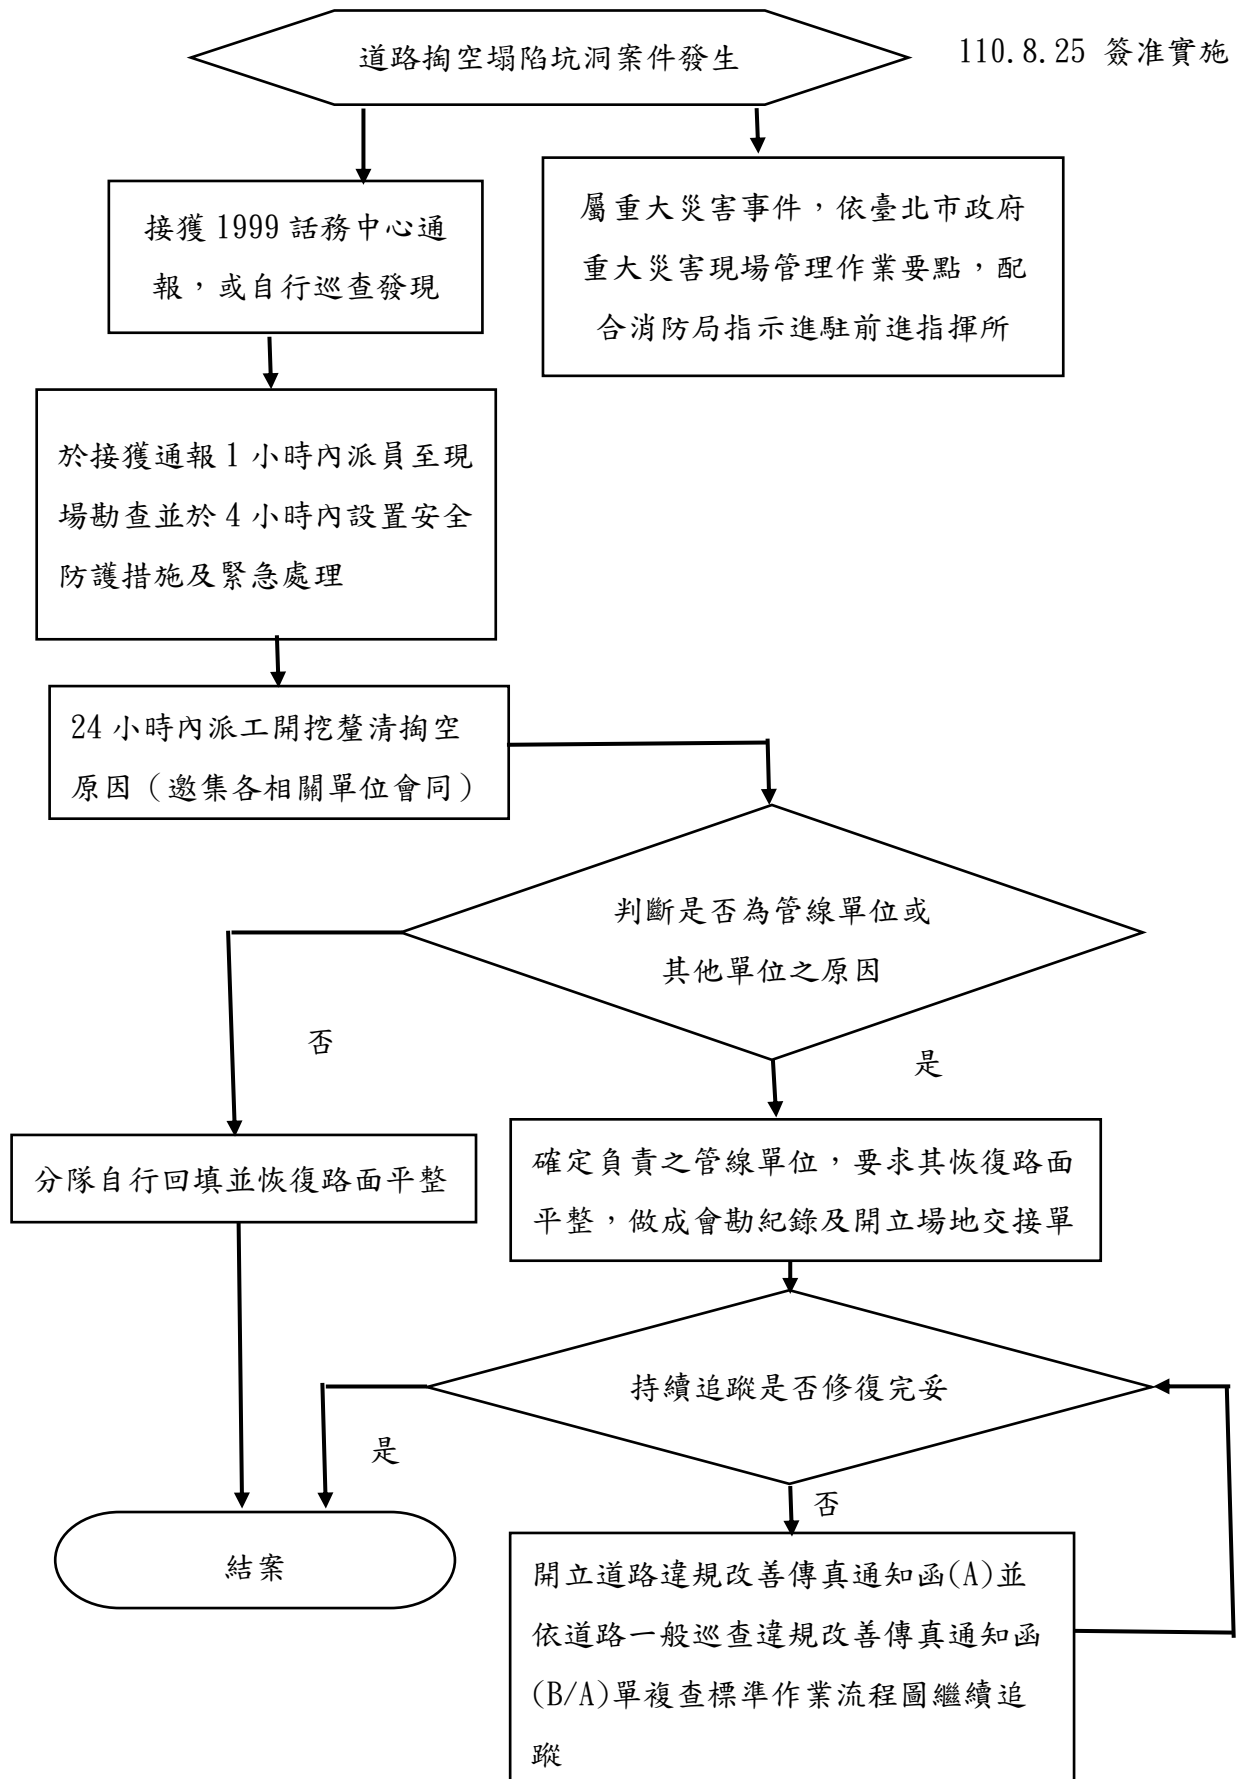 道路掏空塌陷坑洞案件發生
110.8.25 簽准實施
接獲 1999 話務中心通
報，或自行巡查發現
屬重大災害事件，依臺北市政府
重大災害現場管理作業要點，配
合消防局指示進駐前進指揮所
於接獲通報 1 小時內派員至現
場勘查並於 4 小時內設置安全
防護措施及緊急處理
24 小時內派工開挖釐清掏空
原因（邀集各相關單位會同）
判斷是否為管線單位或
其他單位之原因
否
是
分隊自行回填並恢復路面平整
確定負責之管線單位，要求其恢復路面
平整，做成會勘紀錄及開立場地交接單
持續追蹤是否修復完妥
是
否
結案
開立道路違規改善傳真通知函(A)並
依道路一般巡查違規改善傳真通知函
(B/A)單複查標準作業流程圖繼續追
蹤